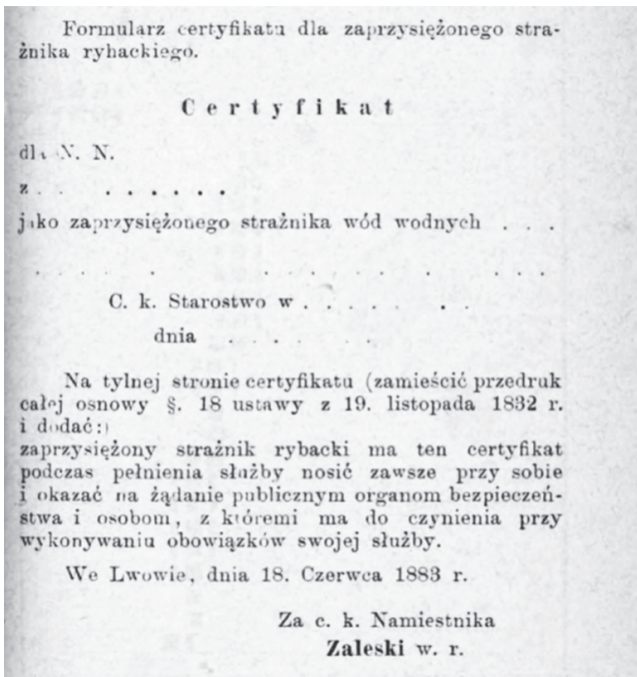 Formularz certyfikatu dla zaprzysiężonego stra-
żnika ryhackiego.
Certyfikat
dla N. N.
z . . . . . . . .
jako zaprzysiężonego strażnika wód wodnych . . .
. . . . . . . . . . . .
C. k. Starostwo w . . . . . . .
dnia . . . . . .
Na tylnej stronie certyfikatu (zamieścić przedruk
całej osnowy §. 18 ustawy z 19. listopada 1832 r.
i dodać:)
zaprzysiężony strażnik rybacki ma ten certyfikat
podczas pełnienia służby nosić zawsze przy sobie
i okazać na żądanie publicznym organom bezpieczeń-
stwa i osobom, z któremi ma do czynienia przy
wykonywaniu obowiązków swojej służby.
We Lwowie, dnia 18. Czerwca 1883 r.
Za c. k. Namiestnika
Zaleski w. r.